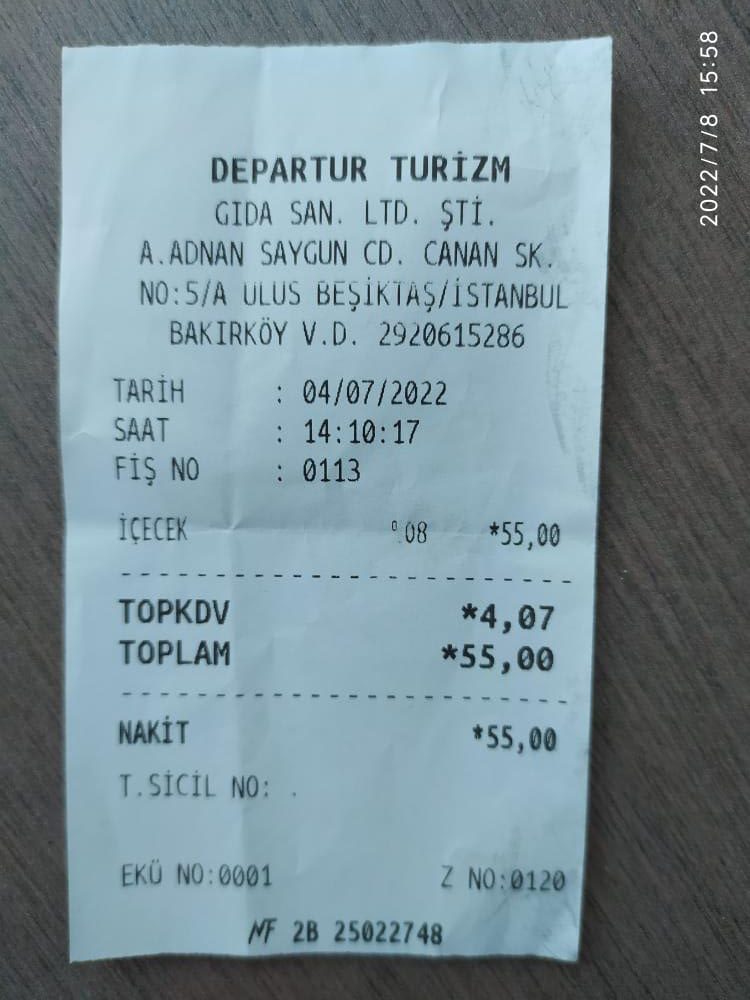 DEPARTUR TURİZM
GIDA SAN. LTD. ŞTİ.
A.ADNAN SAYGUN CD. CANAN SK.
NO:5/A ULUS BEŞİKTAŞ/İSTANBUL
BAKIRKÖY V.D. 2920615286
TARİH : 04/07/2022
SAAT : 14:10:17
FİŞ NO : 0113
İÇECEK %08 *55,00
TOPKDV *4,07
TOPLAM *55,00
NAKİT *55,00
T.SİCİL NO: .
EKÜ NO:0001 Z NO:0120
MF 2B 25022748
2022/7/8 15:58